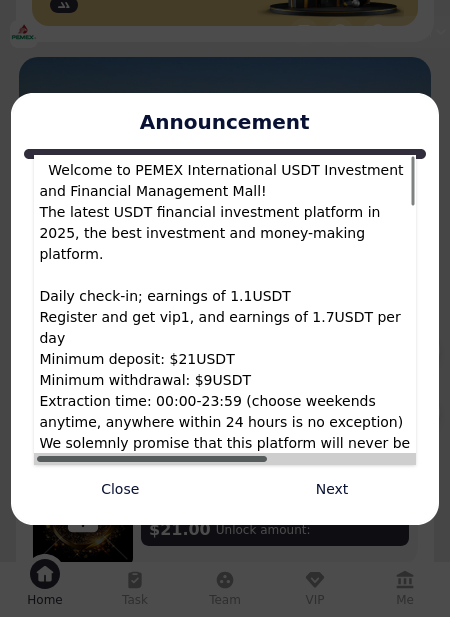 PEMEX
Announcement
Welcome to PEMEX International USDT Investment
and Financial Management Mall!
The latest USDT financial investment platform in
2025, the best investment and money-making
platform.
Daily check-in; earnings of 1.1USDT
Register and get vip1, and earnings of 1.7USDT per
day
Minimum deposit: $21USDT
Minimum withdrawal: $9USDT
Extraction time: 00:00-23:59 (choose weekends
anytime, anywhere within 24 hours is no exception)
We solemnly promise that this platform will never be
Close Next
$21.00 Unlock amount:
Home Task Team VIP Me